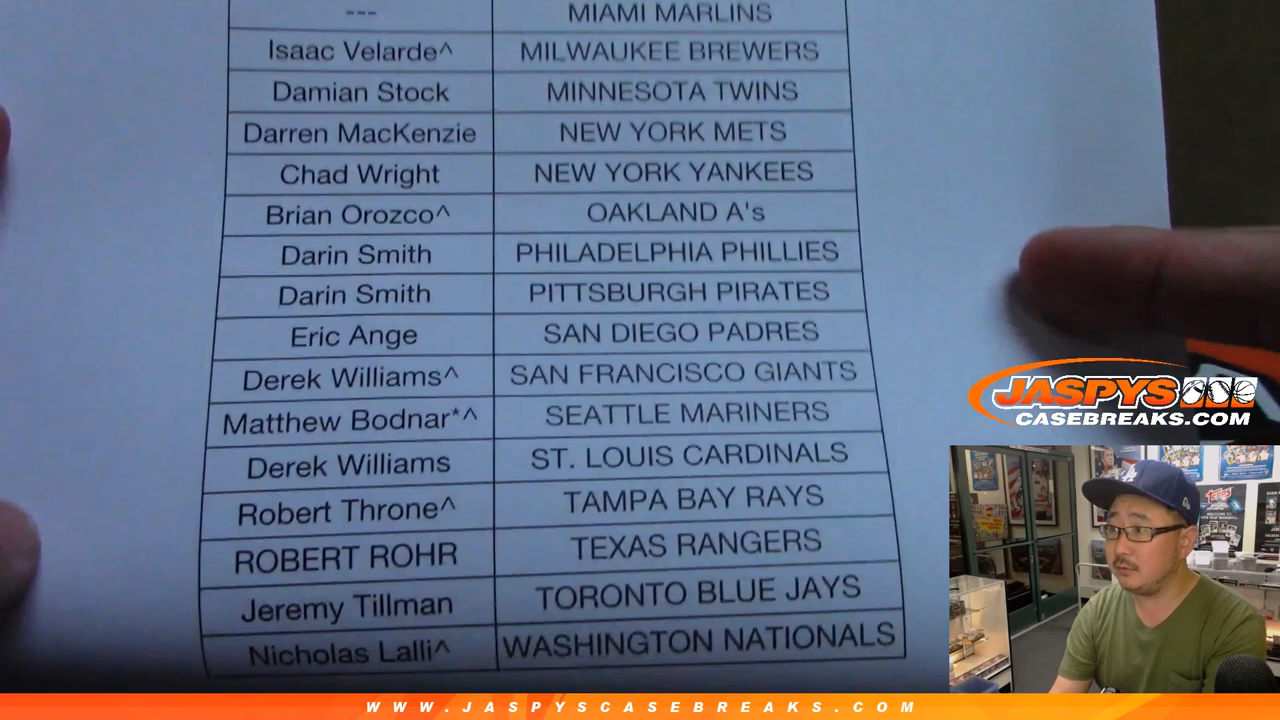 --- MIAMI MARLINS
Isaac Velarde^ MILWAUKEE BREWERS
Damian Stock MINNESOTA TWINS
Darren MacKenzie NEW YORK METS
Chad Wright NEW YORK YANKEES
Brian Orozco^ OAKLAND A's
Darin Smith PHILADELPHIA PHILLIES
Darin Smith PITTSBURGH PIRATES
Eric Ange SAN DIEGO PADRES
Derek Williams^ SAN FRANCISCO GIANTS
Matthew Bodnar*^ SEATTLE MARINERS
Derek Williams ST. LOUIS CARDINALS
Robert Throne^ TAMPA BAY RAYS
ROBERT ROHR TEXAS RANGERS
Jeremy Tillman TORONTO BLUE JAYS
Nicholas Lalli^ WASHINGTON NATIONALS
JASPYS
CASEBREAKS.COM
Topps
WWW.JASPYSCASEBREAKS.COM